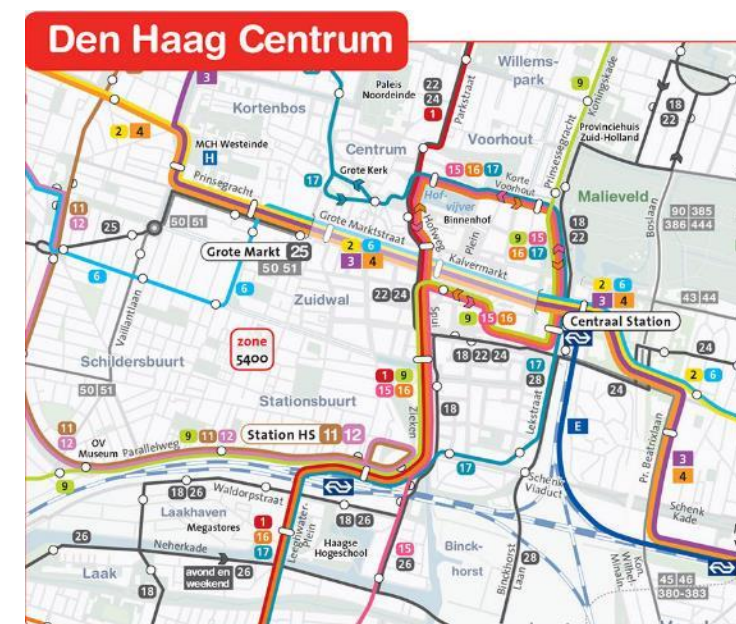 Den Haag Centrum
Willems-
park
9
Koningskade
3
Paleis
Noordeinde
22
24
1
Parkstraat
Kortenbos
18
22
Provinciehuis
Zuid-Holland
2 4
MCH Westeinde
H
Centrum
Voorhout
Prinsessegracht
Grote Kerk
17
15 16 17
Korte
Voorhout
Prinsegracht
Hof-
vijver
Binnenhof
Malieveld
11
12
25
50 51
Grote Marktstraat
Hofweg
Plein
18
22
Boslaan
90 385
386 444
Grote Markt 25
50 51
2 6
3 4
9 15
16 17
Kalvermarkt
6
6
Zuidwal
22 24
2 6
3 4
43 44
Vaillantlaan
Spui
9 15 16
Centraal Station
zone
5400
18 22 24
17
28
24
24
Schildersbuurt
2 6
50 51
Stationsbuurt
1 9
15 16
Zieken
18
Lekstraat
E
11
12
9 11 12
Station HS 11 12
OV
Museum
Parallelweg
17
Pr. Beatrixlaan
3
4
9
18 26
Waldorpstraat
Schenk
Viaduct
Schenk
Kade
Laakhaven
Megastores
1
16
17
Leeghwater-
plein
18 26
Haagse
Hogeschool
26
Neherkade
15
26
Binck-
horst
28
Binckhorst
Laan
Laak
avond en
weekend
26
18
Kon.
Wilhel-
minaln.
45 46
380-383